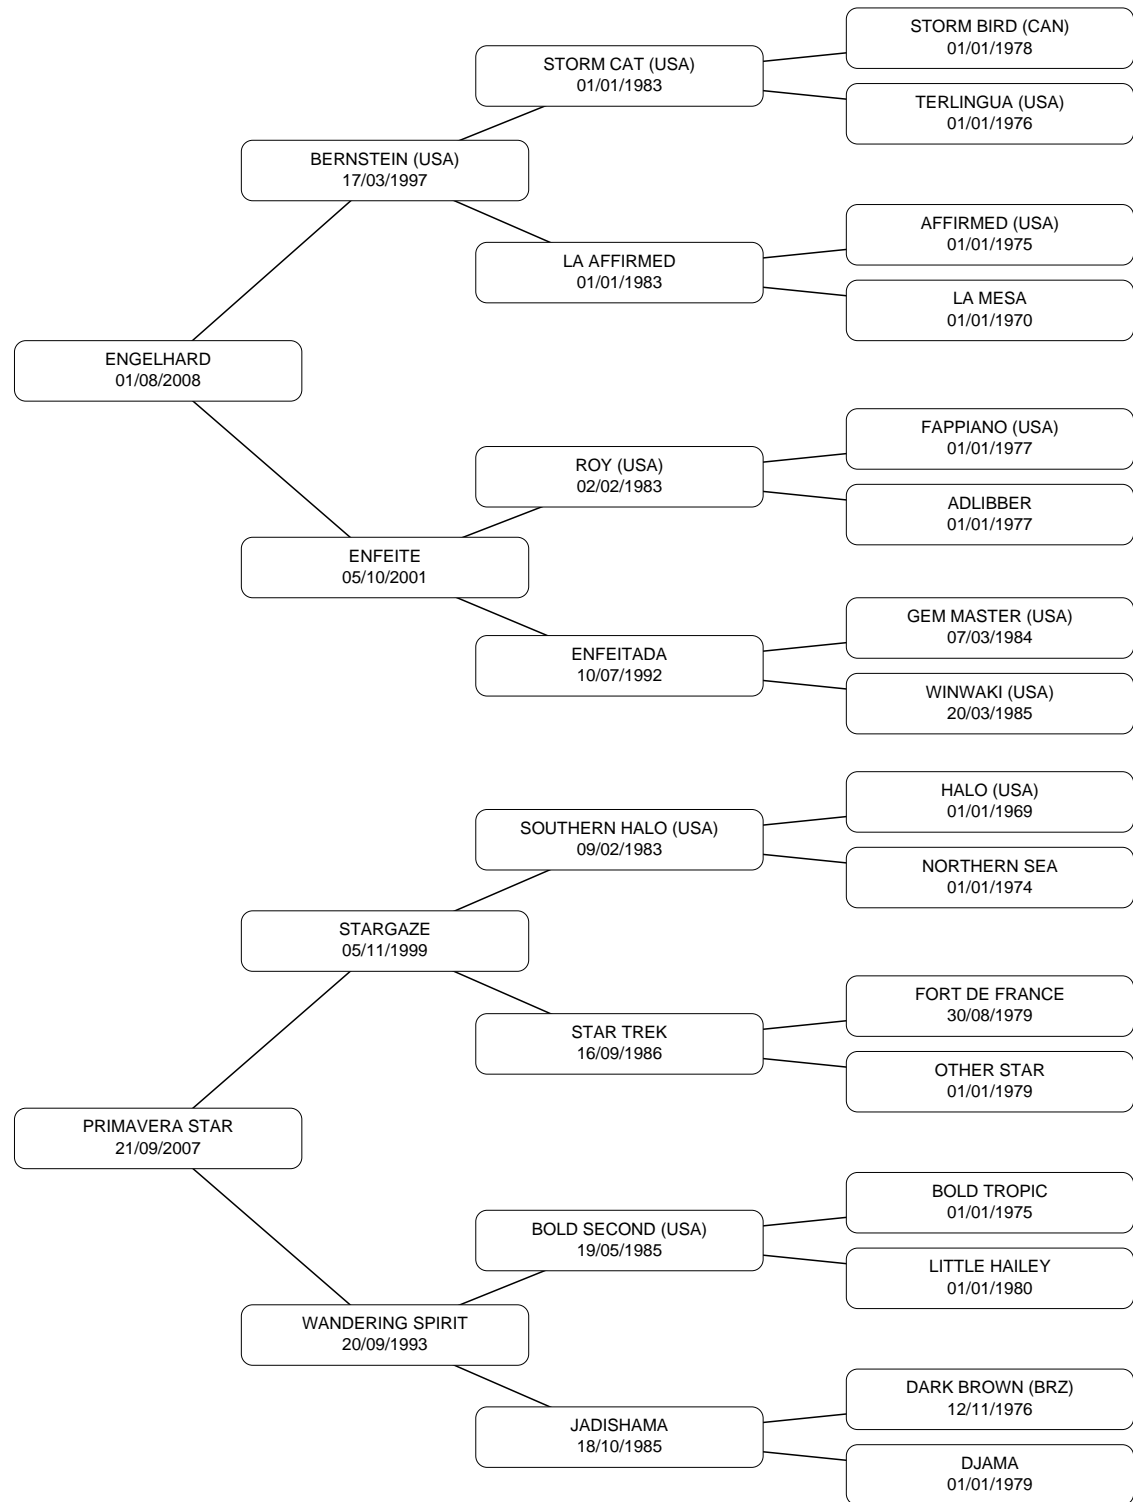 STORM BIRD (CAN)
01/01/1978
STORM CAT (USA)
01/01/1983
TERLINGUA (USA)
01/01/1976
BERNSTEIN (USA)
17/03/1997
AFFIRMED (USA)
01/01/1975
LA AFFIRMED
01/01/1983
LA MESA
01/01/1970
ENGELHARD
01/08/2008
FAPPIANO (USA)
01/01/1977
ROY (USA)
02/02/1983
ADLIBBER
01/01/1977
ENFEITE
05/10/2001
GEM MASTER (USA)
07/03/1984
ENFEITADA
10/07/1992
WINWAKI (USA)
20/03/1985
HALO (USA)
01/01/1969
SOUTHERN HALO (USA)
09/02/1983
NORTHERN SEA
01/01/1974
STARGAZE
05/11/1999
FORT DE FRANCE
30/08/1979
STAR TREK
16/09/1986
OTHER STAR
01/01/1979
PRIMAVERA STAR
21/09/2007
BOLD TROPIC
01/01/1975
BOLD SECOND (USA)
19/05/1985
LITTLE HAILEY
01/01/1980
WANDERING SPIRIT
20/09/1993
DARK BROWN (BRZ)
12/11/1976
JADISHAMA
18/10/1985
DJAMA
01/01/1979